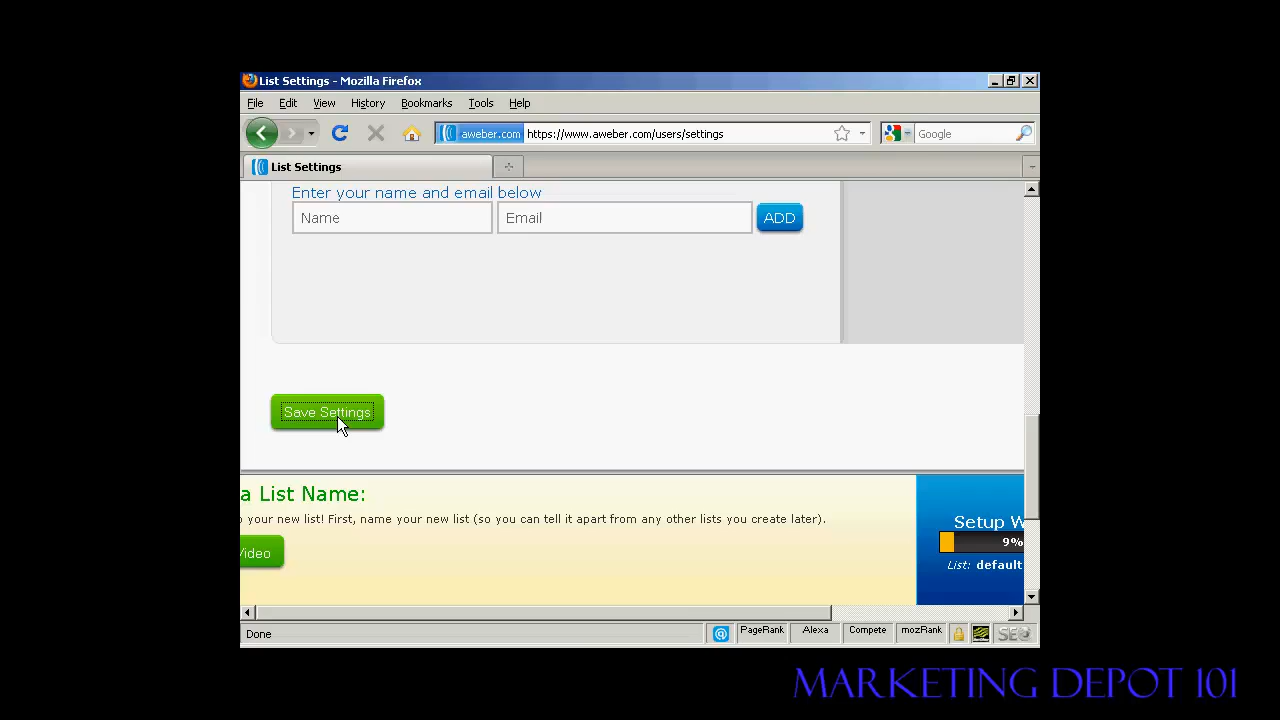 List Settings - Mozilla Firefox
File Edit View History Bookmarks Tools Help
aweber.com https://www.aweber.com/users/settings Google
List Settings
Enter your name and email below
Name Email ADD
Save Settings
a List Name:
your new list! First, name your new list (so you can tell it apart from any other lists you create later).
Video
Setup W
9%
List: default
Done PageRank Alexa Compete mozRank SEO
MARKETING DEPOT 101